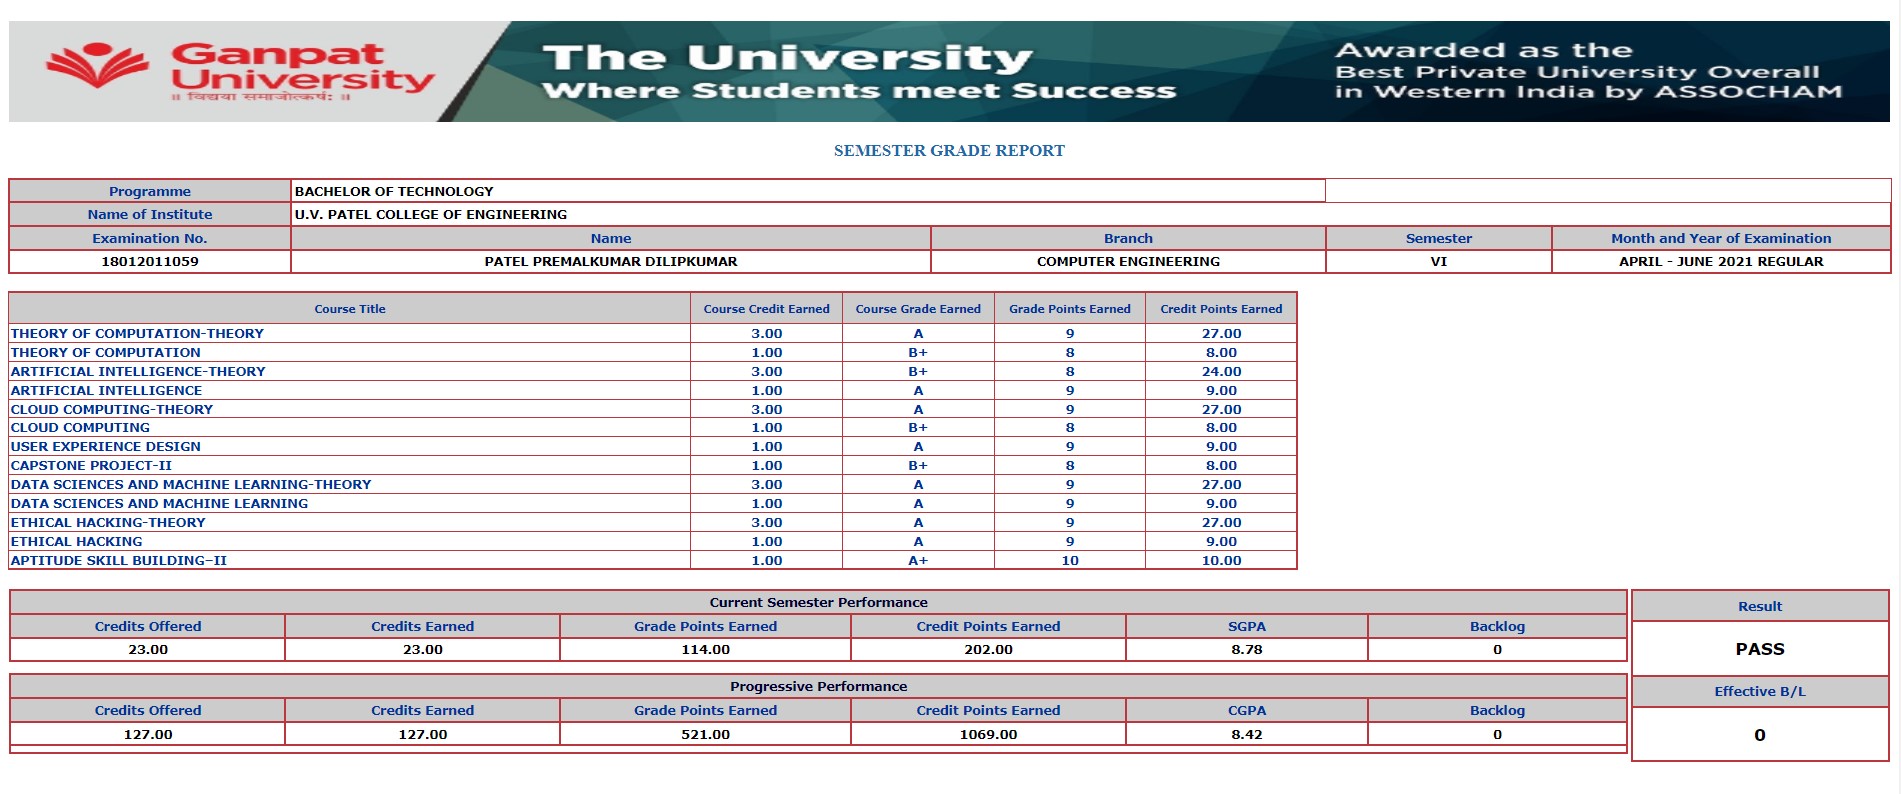 Ganpat
University
॥ विद्यया समाजोत्कर्षः ॥
The University
Where Students meet Success
Awarded as the
Best Private University Overall
in Western India by ASSOCHAM
SEMESTER GRADE REPORT
Programme BACHELOR OF TECHNOLOGY
Name of Institute U.V. PATEL COLLEGE OF ENGINEERING
Examination No. Name Branch Semester Month and Year of Examination
18012011059 PATEL PREMALKUMAR DILIPKUMAR COMPUTER ENGINEERING VI APRIL - JUNE 2021 REGULAR
Course Title Course Credit Earned Course Grade Earned Grade Points Earned Credit Points Earned
THEORY OF COMPUTATION-THEORY 3.00 A 9 27.00
THEORY OF COMPUTATION 1.00 B+ 8 8.00
ARTIFICIAL INTELLIGENCE-THEORY 3.00 B+ 8 24.00
ARTIFICIAL INTELLIGENCE 1.00 A 9 9.00
CLOUD COMPUTING-THEORY 3.00 A 9 27.00
CLOUD COMPUTING 1.00 B+ 8 8.00
USER EXPERIENCE DESIGN 1.00 A 9 9.00
CAPSTONE PROJECT-II 1.00 B+ 8 8.00
DATA SCIENCES AND MACHINE LEARNING-THEORY 3.00 A 9 27.00
DATA SCIENCES AND MACHINE LEARNING 1.00 A 9 9.00
ETHICAL HACKING-THEORY 3.00 A 9 27.00
ETHICAL HACKING 1.00 A 9 9.00
APTITUDE SKILL BUILDING–II 1.00 A+ 10 10.00
Current Semester Performance
Credits Offered Credits Earned Grade Points Earned Credit Points Earned SGPA Backlog
23.00 23.00 114.00 202.00 8.78 0
Progressive Performance
Credits Offered Credits Earned Grade Points Earned Credit Points Earned CGPA Backlog
127.00 127.00 521.00 1069.00 8.42 0
Result
PASS
Effective B/L
0